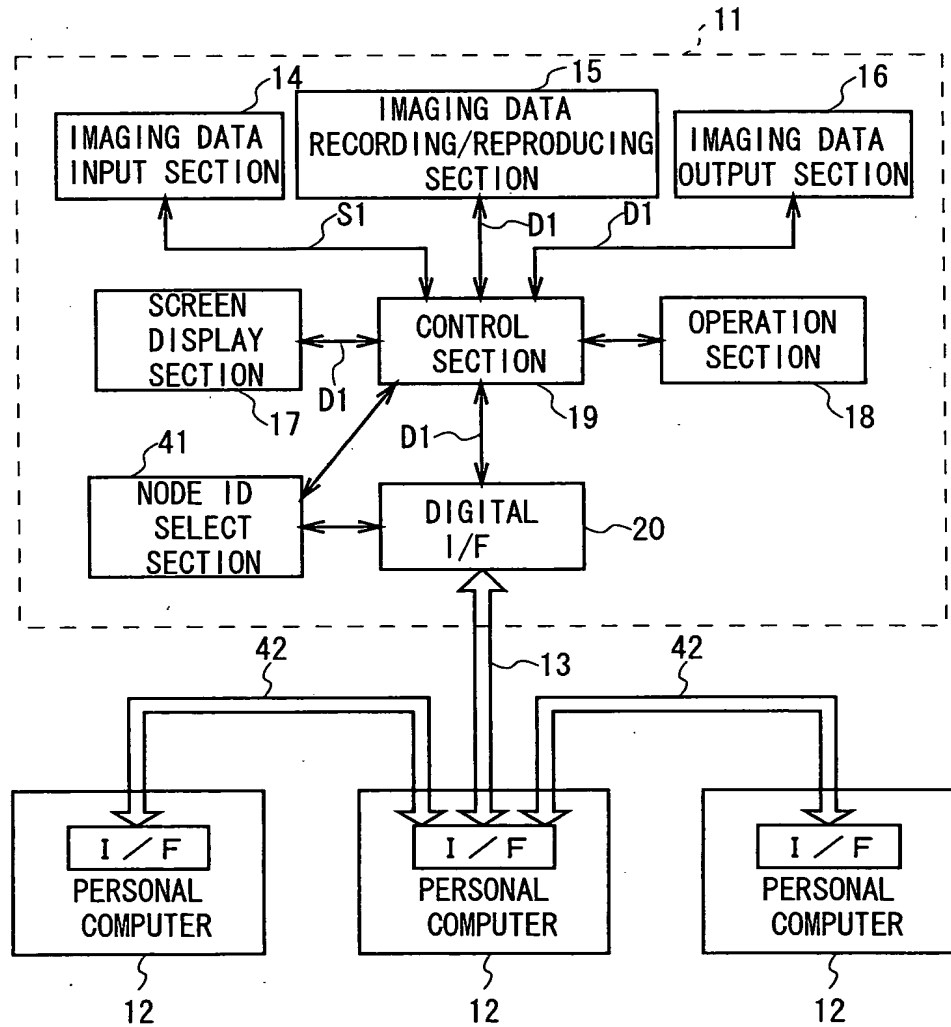 11
14
15
16
IMAGING DATA
INPUT SECTION
IMAGING DATA
RECORDING/REPRODUCING
SECTION
IMAGING DATA
OUTPUT SECTION
S1
D1
D1
SCREEN
DISPLAY
SECTION
CONTROL
SECTION
OPERATION
SECTION
D1
17
19
18
41
D1
NODE ID
SELECT
SECTION
DIGITAL
I/F
20
42
13
42
I/F
PERSONAL
COMPUTER
I/F
PERSONAL
COMPUTER
I/F
PERSONAL
COMPUTER
12
12
12